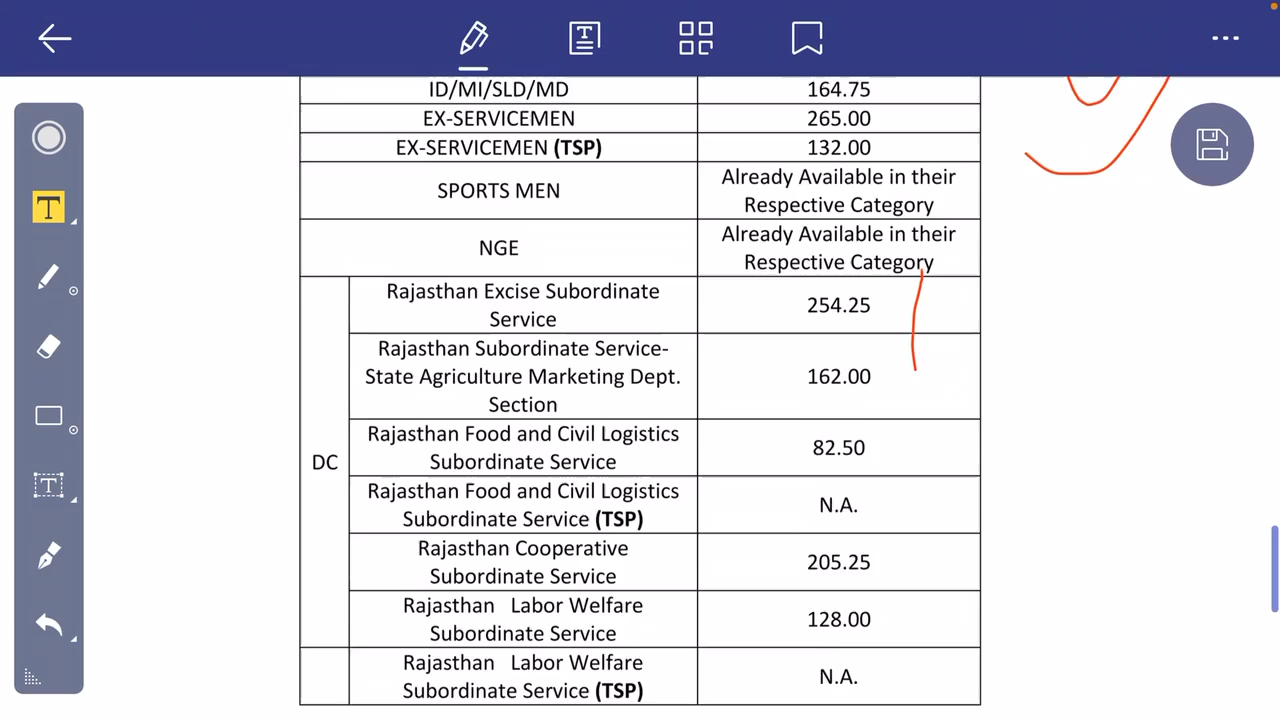 ID/MI/SLD/MD 164.75
EX-SERVICEMEN 265.00
EX-SERVICEMEN (TSP) 132.00
SPORTS MEN
Already Available in their
Respective Category
NGE
Already Available in their
Respective Category
DC
Rajasthan Excise Subordinate
Service
254.25
Rajasthan Subordinate Service-
State Agriculture Marketing Dept.
Section
162.00
Rajasthan Food and Civil Logistics
Subordinate Service
82.50
Rajasthan Food and Civil Logistics
Subordinate Service (TSP)
N.A.
Rajasthan Cooperative
Subordinate Service
205.25
Rajasthan Labor Welfare
Subordinate Service
128.00
Rajasthan Labor Welfare
Subordinate Service (TSP)
N.A.